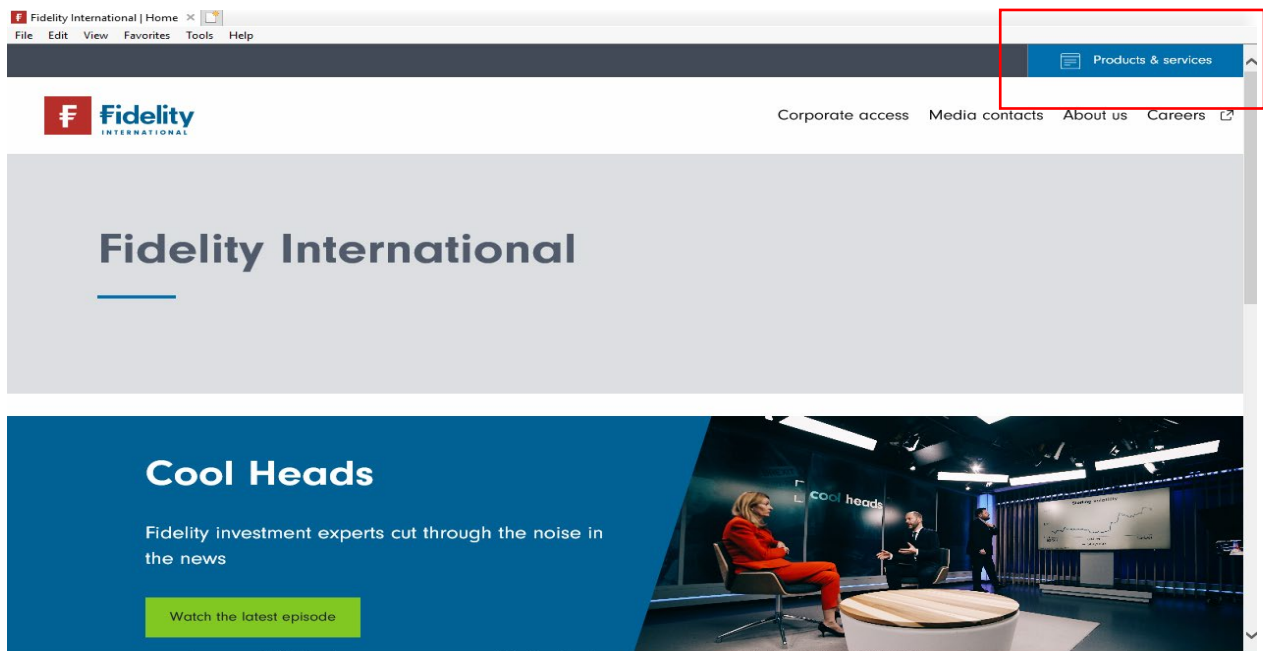 Fidelity International | Home
File Edit View Favorites Tools Help
Products & services
Fidelity
INTERNATIONAL
Corporate access Media contacts About us Careers
Fidelity International
Cool Heads
Fidelity investment experts cut through the noise in
the news
Watch the latest episode
cool heads